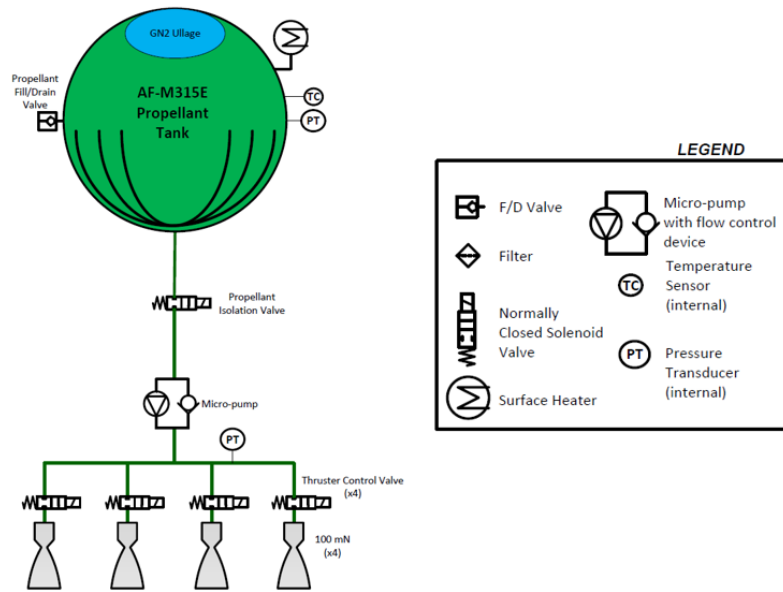 GN2 Ullage
Propellant
Fill/Drain
Valve
AF-M315E
Propellant
Tank
TC
PT
Propellant
Isolation Valve
Micro-pump
PT
Thruster Control Valve
(x4)
100 mN
(x4)
LEGEND
F/D Valve
Filter
Normally
Closed Solenoid
Valve
Surface Heater
Micro-pump
with flow control
device
TC
Temperature
Sensor
(internal)
PT
Pressure
Transducer
(internal)